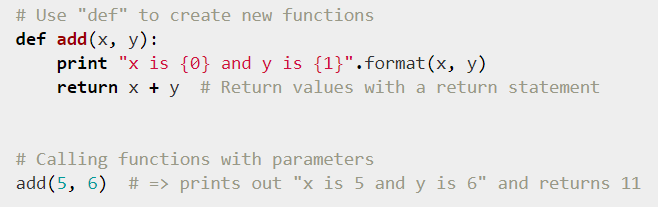 # Use "def" to create new functions
def add(x, y):
    print "x is {0} and y is {1}".format(x, y)
    return x + y  # Return values with a return statement
# Calling functions with parameters
add(5, 6)  # => prints out "x is 5 and y is 6" and returns 11